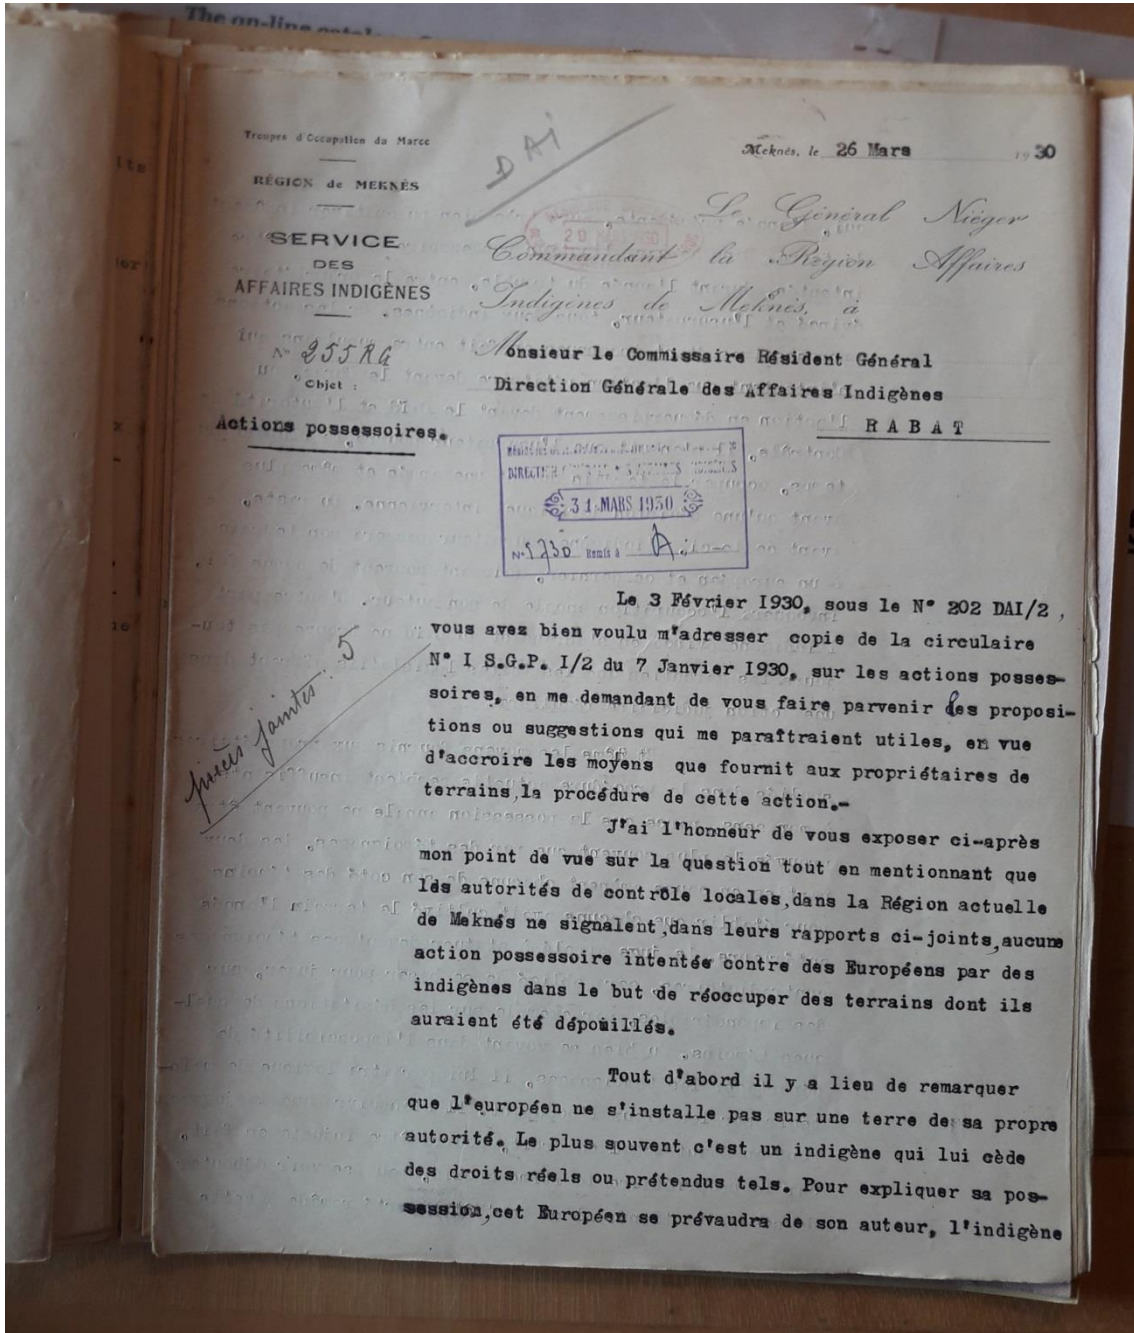 The on-line
Troupes d'Occupation du Maroc
RÉGION de MEKNÈS
SERVICE
DES
AFFAIRES INDIGÈNES
N° 255 RG
Objet :
Actions possessoires.
DAI
Meknès, le 26 Mars 1930
Le Général Niéger
Commandant la Région Affaires
Indigènes de Meknès, à
Monsieur le Commissaire Résident Général
Direction Générale des Affaires Indigènes
RABAT
31 MARS 1930
N° 5730 Remis à A.
pièces jointes : 5
Le 3 Février 1930, sous le N° 202 DAI/2,
vous avez bien voulu m'adresser copie de la circulaire
N° I S.G.P. I/2 du 7 Janvier 1930, sur les actions posses-
soires, en me demandant de vous faire parvenir des proposi-
tions ou suggestions qui me paraîtraient utiles, en vue
d'accroire les moyens que fournit aux propriétaires de
terrains, la procédure de cette action.-
J'ai l'honneur de vous exposer ci-après
mon point de vue sur la question tout en mentionnant que
les autorités de contrôle locales, dans la Région actuelle
de Meknés ne signalent, dans leurs rapports ci-joints, aucune
action possessoire intentée contre des Européens par des
indigènes dans le but de réoccuper des terrains dont ils
auraient été dépouillés.
Tout d'abord il y a lieu de remarquer
que l'européen ne s'installe pas sur une terre de sa propre
autorité. Le plus souvent c'est un indigène qui lui cède
des droits réels ou prétendus tels. Pour expliquer sa pos-
session, cet Européen se prévaudra de son auteur, l'indigène